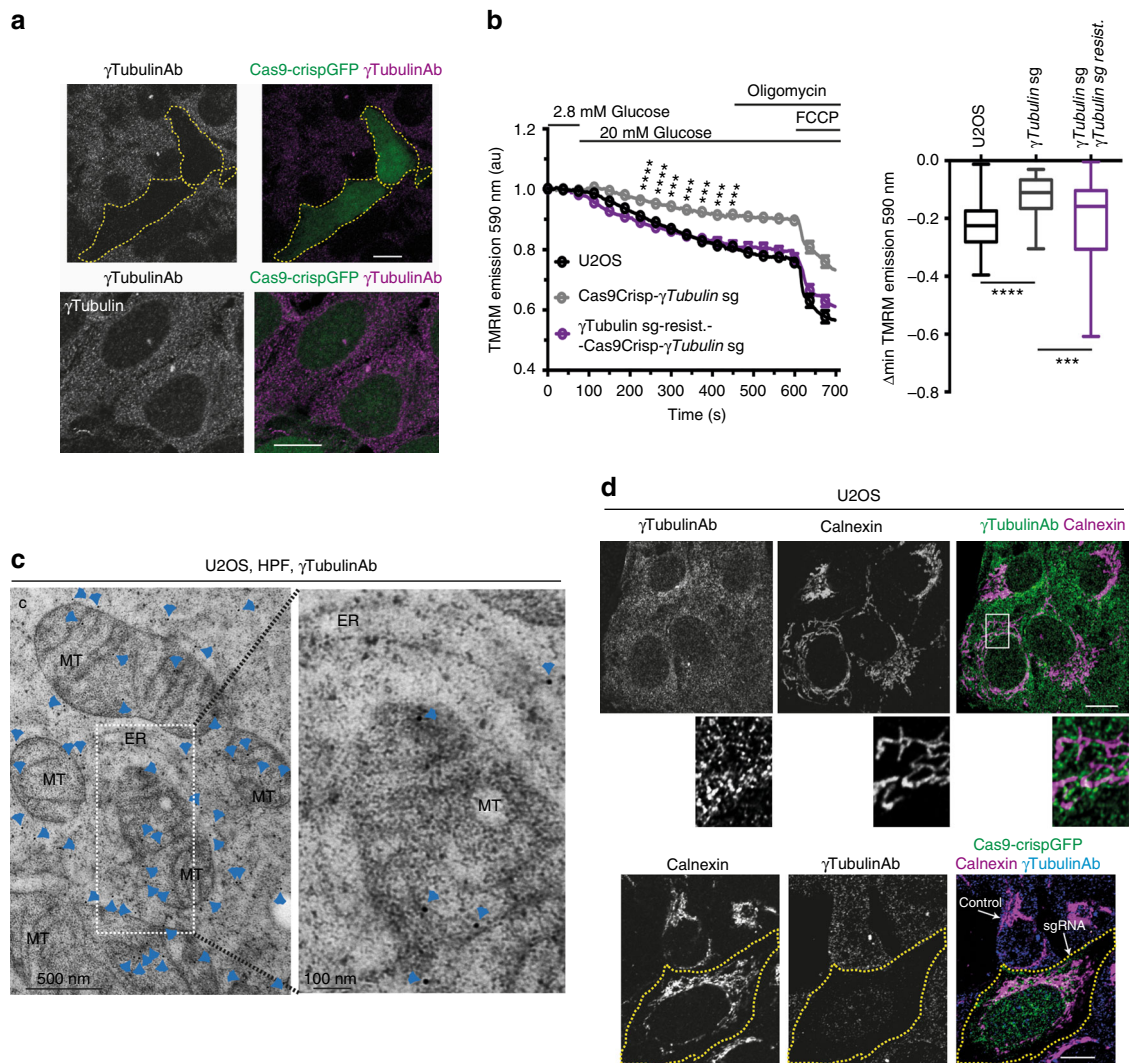 a
γTubulinAb
Cas9-crispGFP γTubulinAb
γTubulinAb
Cas9-crispGFP γTubulinAb
γTubulin
b
Oligomycin
2.8 mM Glucose
FCCP
20 mM Glucose
TMRM emission 590 nm (au)
1.2
1.0
0.8
0.6
0.4
****
****
****
****
****
****
****
U2OS
Cas9Crisp-γTubulin sg
γTubulin sg-resist.-
-Cas9Crisp-γTubulin sg
0 100 200 300 400 500 600 700
Time (s)
U2OS
γTubulin sg
γTubulin sg
γTubulin sg resist.
Δmin TMRM emission 590 nm
0.0
−0.2
−0.4
−0.6
−0.8
****
***
c
U2OS, HPF, γTubulinAb
c
MT
ER
MT
MT
MT
MT
500 nm
ER
MT
100 nm
d
U2OS
γTubulinAb
Calnexin
γTubulinAb Calnexin
Calnexin
γTubulinAb
Cas9-crispGFP
Calnexin γTubulinAb
Control
sgRNA